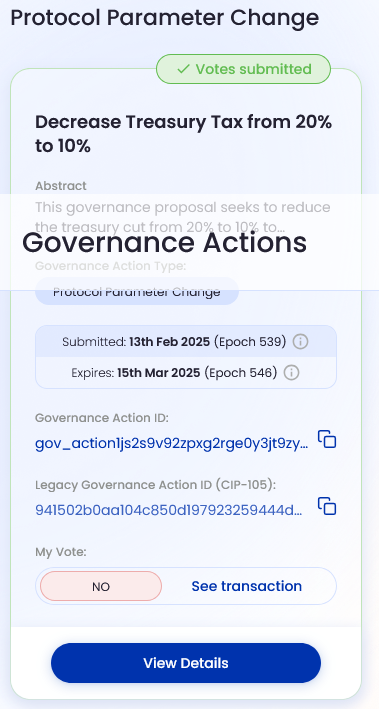 Protocol Parameter Change
Votes submitted
Decrease Treasury Tax from 20%
to 10%
Abstract
This governance proposal seeks to reduce
the treasury cut from 20% to 10% to...
Governance Actions
Governance Action Type:
Protocol Parameter Change
Submitted: 13th Feb 2025 (Epoch 539)
Expires: 15th Mar 2025 (Epoch 546)
Governance Action ID:
gov_action1js2s9v92zpxg2rge0y3jt9zy...
Legacy Governance Action ID (CIP-105):
941502b0aa104c850d197923259444d...
My Vote:
NO
See transaction
View Details